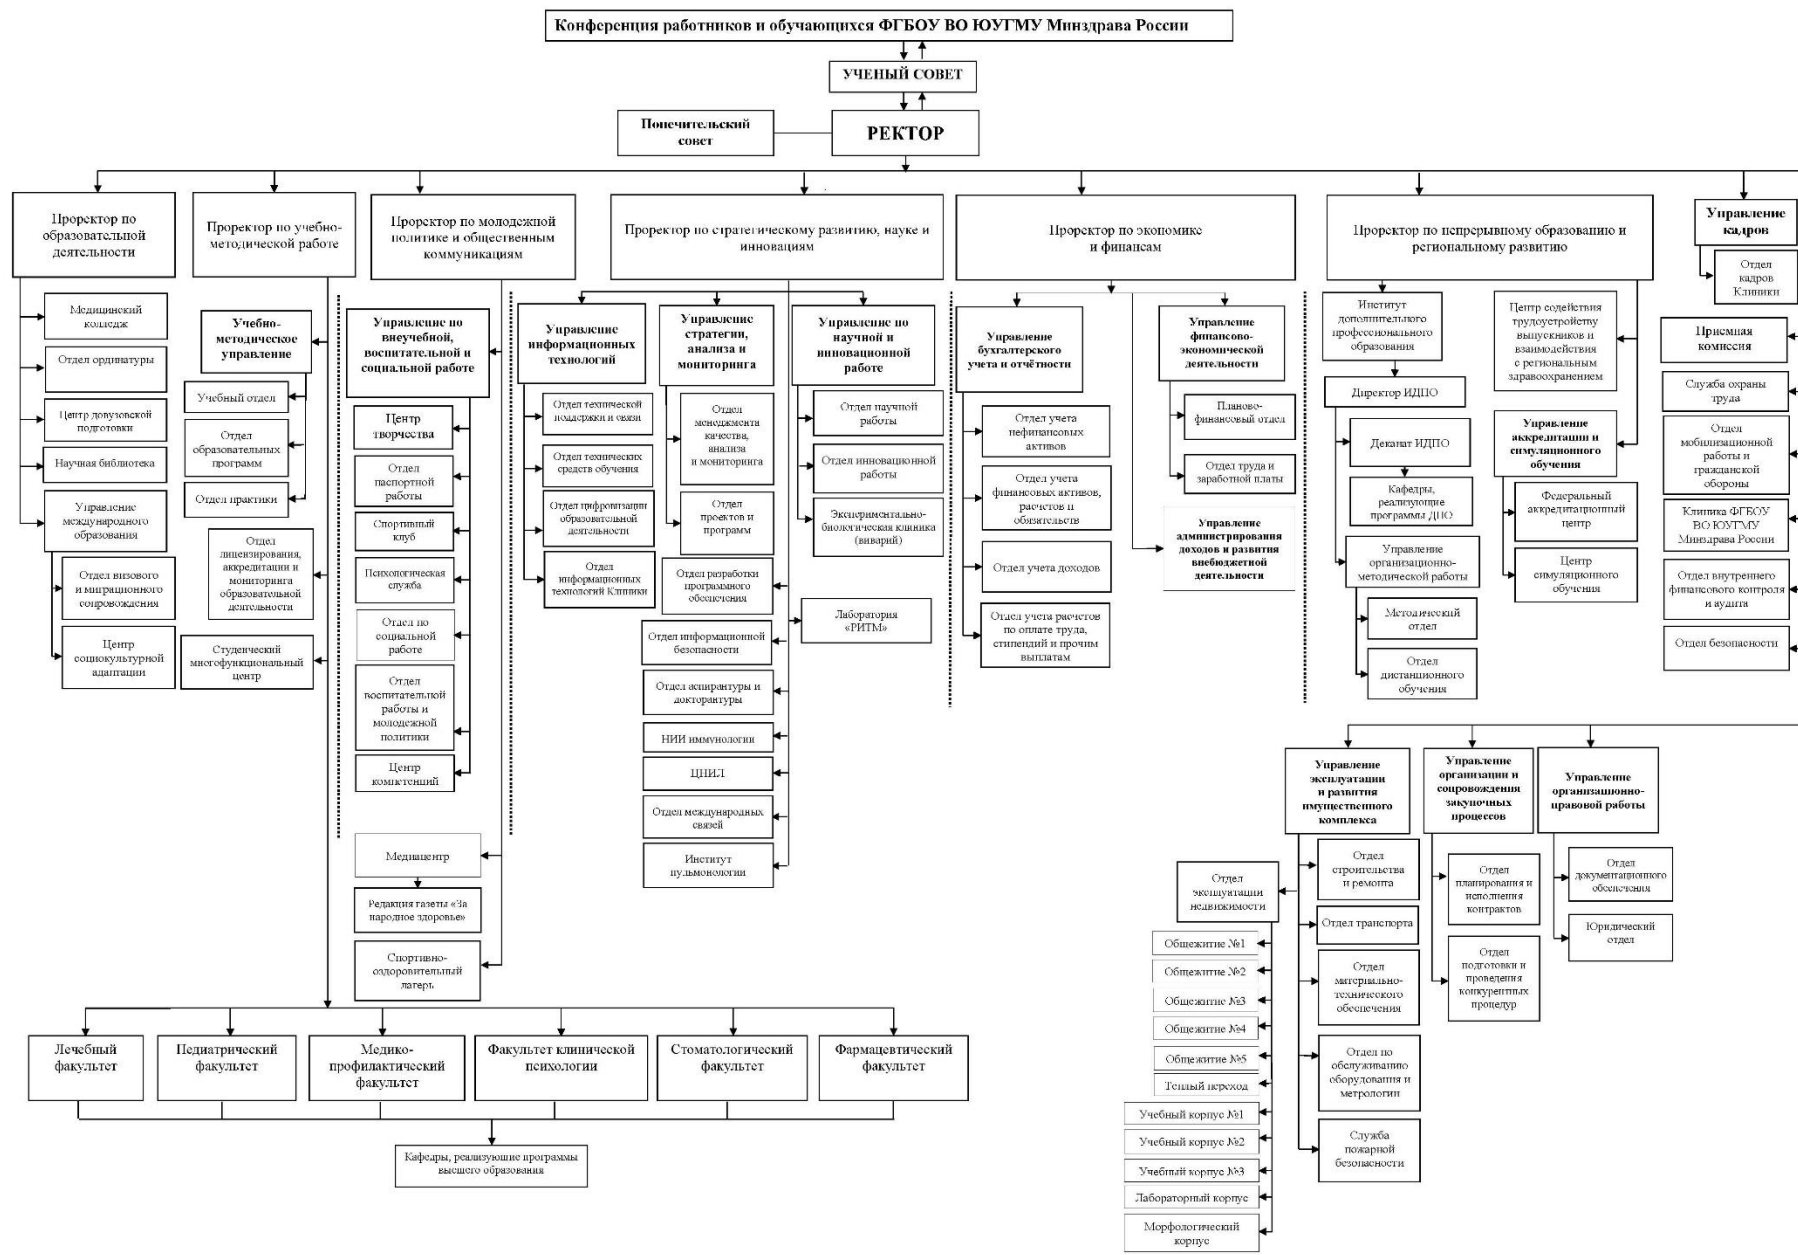 Конференция работников и обучающихся ФГБОУ ВО ЮУГМУ Минздрава России
УЧЕНЫЙ СОВЕТ
Попечительский
совет
РЕКТОР
Проректор по
образовательной
деятельности
Проректор по учебно-
методической работе
Проректор по молодежной
политике и общественным
коммуникациям
Проректор по стратегическому развитию, науке и
инновациям
Проректор по экономике
и финансам
Проректор по непрерывному образованию и
региональному развитию
Управление
кадров
Отдел
кадров
Клиники
Медицинский
колледж
Отдел ординатуры
Центр довузовской
подготовки
Научная библиотека
Управление
международного
образования
Отдел визового
и миграционного
сопровождения
Центр
социокультурной
адаптации
Учебно-
методическое
управление
Учебный отдел
Отдел
образовательных
программ
Отдел практики
Отдел
лицензирования,
аккредитации и
мониторинга
образовательной
деятельности
Студенческий
многофункциональный
центр
Управление по
внеучебной,
воспитательной и
социальной работе
Центр
творчества
Отдел
паспортной
работы
Спортивный
клуб
Психологическая
служба
Отдел по
социальной
работе
Отдел
воспитательной
работы и
молодежной
политики
Центр
компетенций
Медиацентр
Редакция газеты «За
народное здоровье»
Спортивно-
оздоровительный
лагерь
Управление
информационных
технологий
Отдел технической
поддержки и связи
Отдел технических
средств обучения
Отдел цифровизации
образовательной
деятельности
Отдел
информационных
технологий Клиники
Управление
стратегии,
анализа и
мониторинга
Отдел
менеджмента
качества,
анализа
и мониторинга
Отдел
проектов и
программ
Отдел разработки
программного
обеспечения
Отдел информационной
безопасности
Отдел аспирантуры и
докторантуры
НИИ иммунологии
ЦНИЛ
Отдел международных
связей
Институт
пульмонологии
Управление по
научной и
инновационной
работе
Отдел научной
работы
Отдел инновационной
работы
Экспериментально-
биологическая клиника
(виварий)
Лаборатория
«РИТМ»
Управление
бухгалтерского
учета и отчётности
Отдел учета
нефинансовых
активов
Отдел учета
финансовых активов,
расчетов и
обязательств
Отдел учета доходов
Отдел учета расчетов
по оплате труда,
стипендий и прочим
выплатам
Управление
финансово-
экономической
деятельности
Планово-
финансовый отдел
Отдел труда и
заработной платы
Управление
администрирования
доходов и развития
внебюджетной
деятельности
Институт
дополнительного
профессионального
образования
Директор ИДПО
Деканат ИДПО
Кафедры,
реализующие
программы ДПО
Управление
организационно-
методической работы
Методический
отдел
Отдел
дистанционного
обучения
Центр содействия
трудоустройству
выпускников и
взаимодействия
с региональным
здравоохранением
Управление
аккредитации и
симуляционного
обучения
Федеральный
аккредитационный
центр
Центр
симуляционного
обучения
Приемная
комиссия
Служба охраны
труда
Отдел
мобилизационной
работы и
гражданской
обороны
Клиника ФГБОУ
ВО ЮУГМУ
Минздрава России
Отдел внутреннего
финансового контроля
и аудита
Отдел безопасности
Управление
эксплуатации
и развития
имущественного
комплекса
Управление
организации и
сопровождения
закупочных
процессов
Управление
организационно-
правовой работы
Отдел
эксплуатации
недвижимости
Общежитие №1
Общежитие №2
Общежитие №3
Общежитие №4
Общежитие №5
Теплый переход
Учебный корпус №1
Учебный корпус №2
Учебный корпус №3
Лабораторный корпус
Морфологический
корпус
Отдел
строительства
и ремонта
Отдел транспорта
Отдел
материально-
технического
обеспечения
Отдел по
обслуживанию
оборудования и
метрологии
Служба
пожарной
безопасности
Отдел
планирования и
исполнения
контрактов
Отдел
подготовки и
проведения
конкурентных
процедур
Отдел
документационного
обеспечения
Юридический
отдел
Лечебный
факультет
Педиатрический
факультет
Медико-
профилактический
факультет
Факультет клинической
психологии
Стоматологический
факультет
Фармацевтический
факультет
Кафедры, реализующие программы
высшего образования